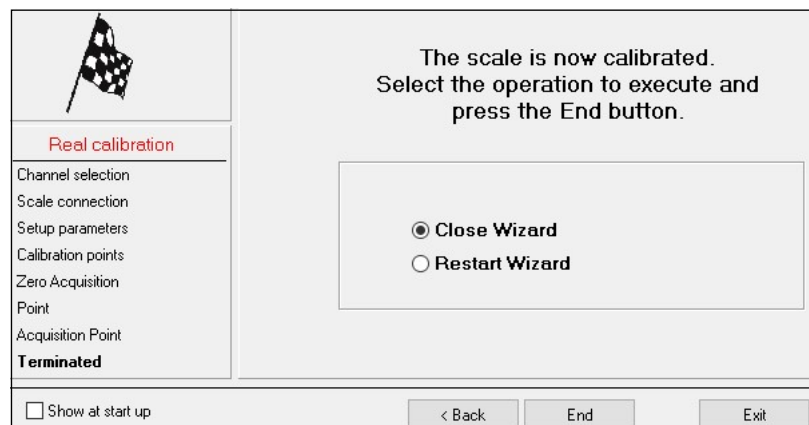 The scale is now calibrated.
Select the operation to execute and
press the End button.
Real calibration
Channel selection
Scale connection
Setup parameters
Calibration points
Zero Acquisition
Point
Acquisition Point
Terminated
Close Wizard
Restart Wizard
Show at start up
< Back
End
Exit